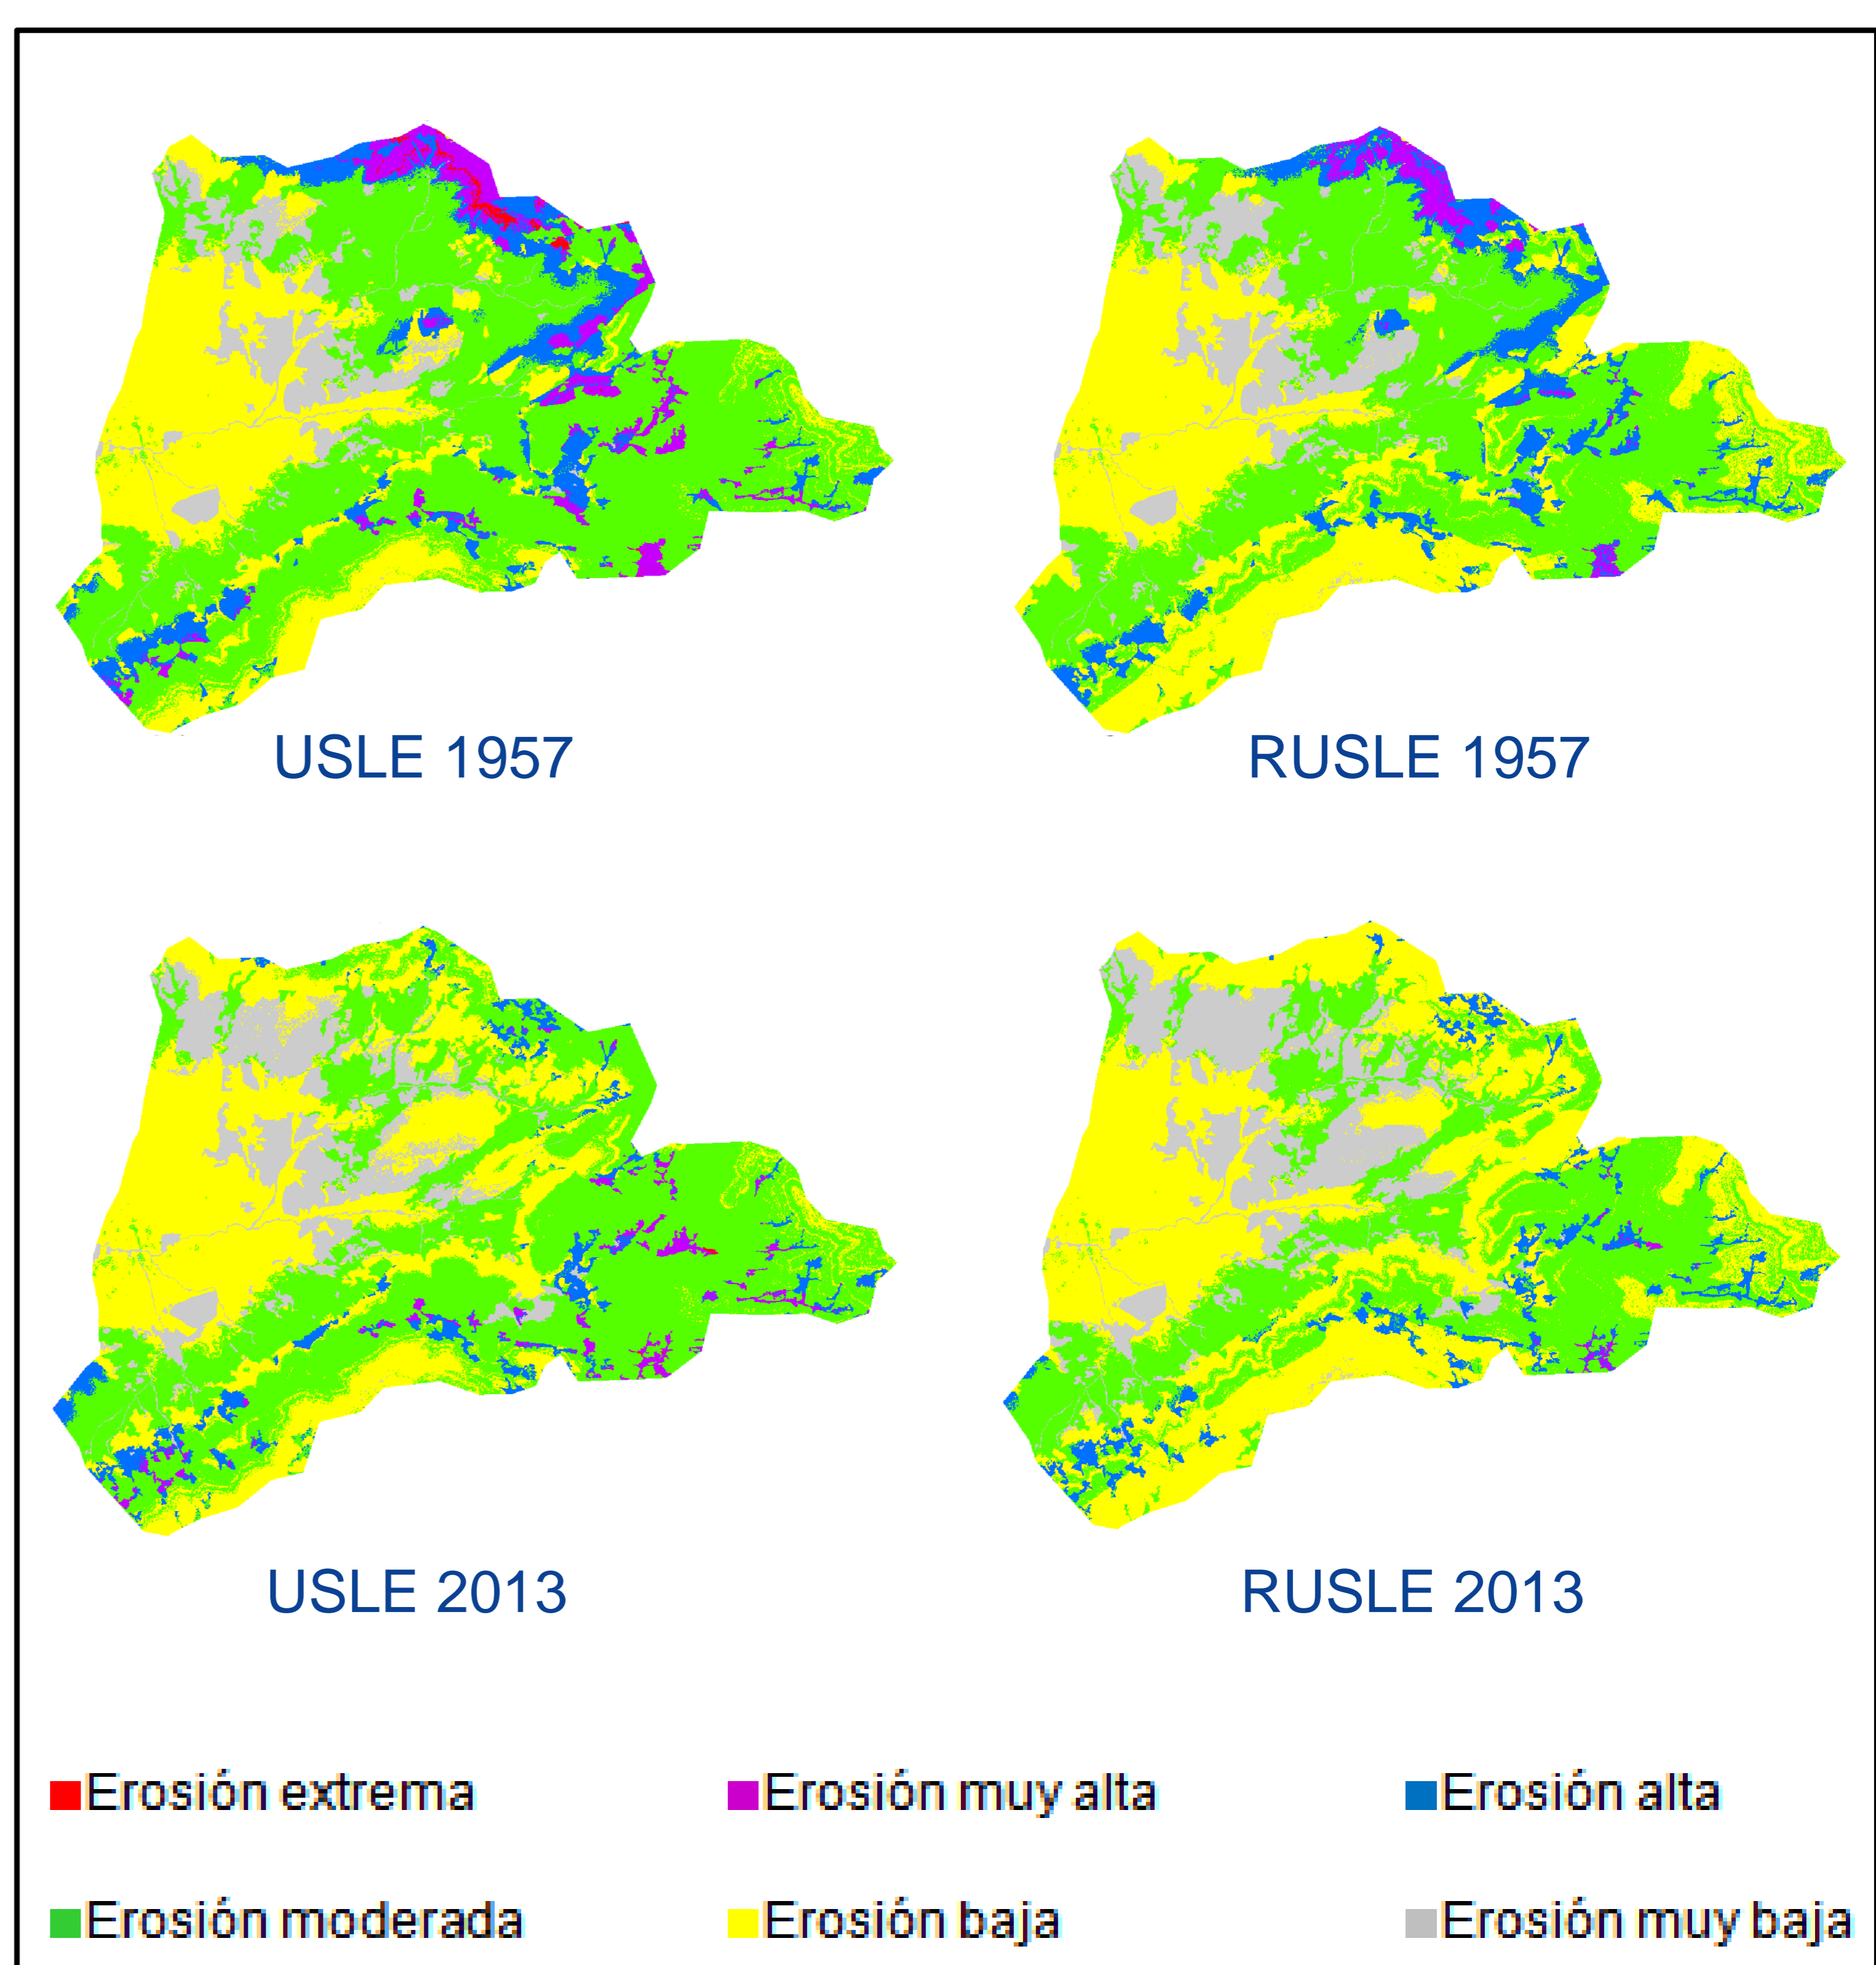 USLE 1957
RUSLE 1957
USLE 2013
RUSLE 2013
Erosión extrema
Erosión muy alta
Erosión alta
Erosión moderada
Erosión baja
Erosión muy baja